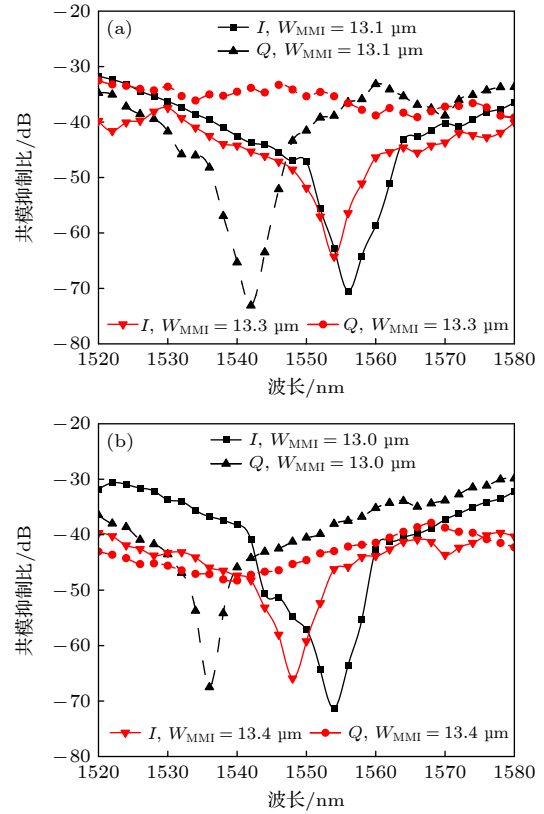 (a)
I, WMMI = 13.1 μm
Q, WMMI = 13.1 μm
−20
−30
−40
−50
−60
−70
−80
共模抑制比/dB
I, WMMI = 13.3 μm Q, WMMI = 13.3 μm
1520 1530 1540 1550 1560 1570 1580
波长/nm
(b)
I, WMMI = 13.0 μm
Q, WMMI = 13.0 μm
−20
−30
−40
−50
−60
−70
−80
共模抑制比/dB
I, WMMI = 13.4 μm Q, WMMI = 13.4 μm
1520 1530 1540 1550 1560 1570 1580
波长/nm